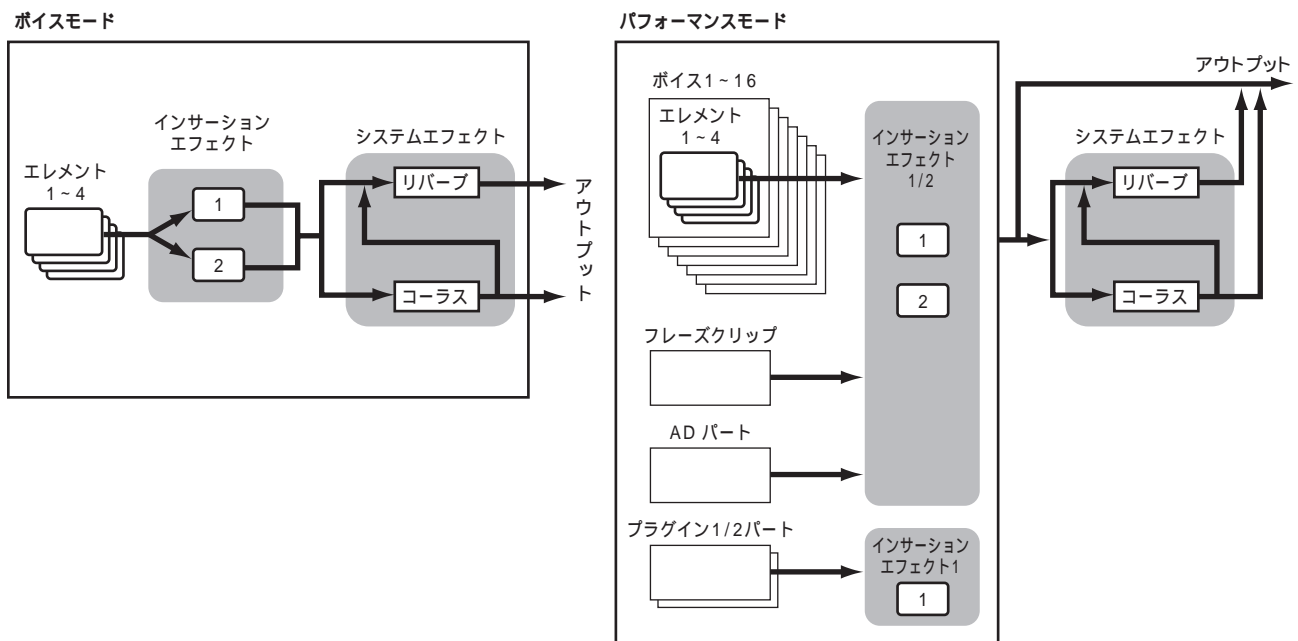 ボイスモード
エレメント
1 ~ 4
インサーション
エフェクト
1
2
システムエフェクト
リバーブ
コーラス
アウトプット
パフォーマンスモード
ボイス1 ~ 16
エレメント
1 ~ 4
フレーズクリップ
AD パート
プラグイン1/2パート
インサーション
エフェクト
1/2
1
2
インサーション
エフェクト1
1
システムエフェクト
リバーブ
コーラス
アウトプット